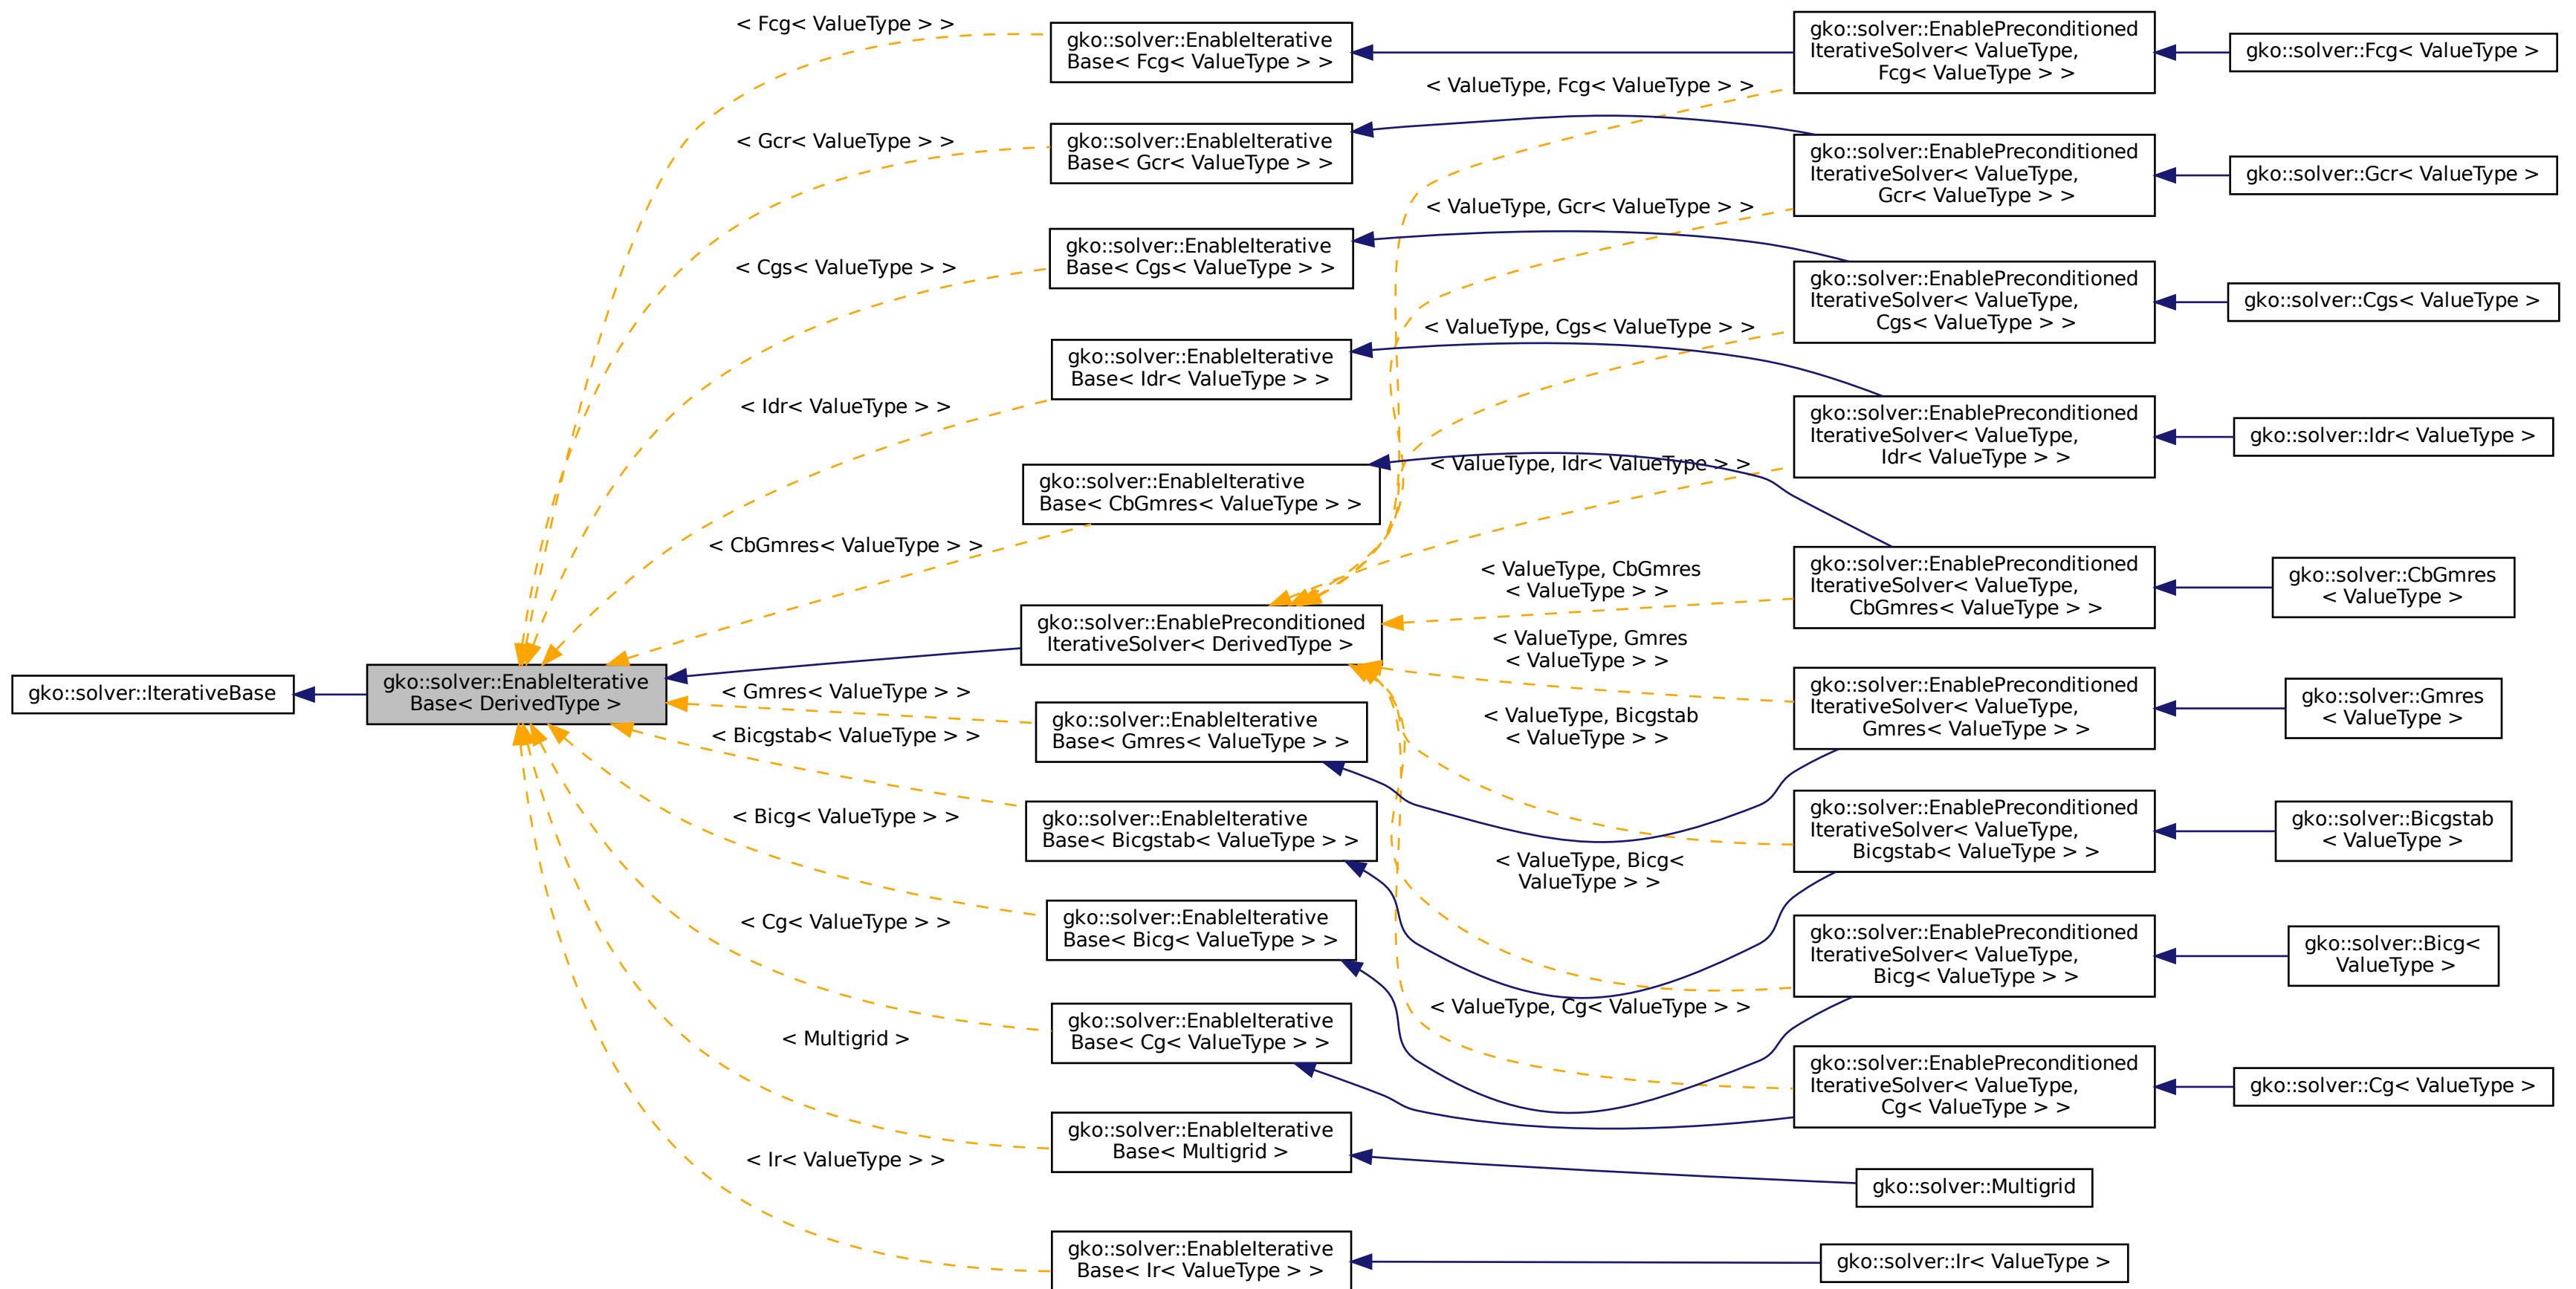 gko::solver::IterativeBase
gko::solver::EnableIterative
Base< DerivedType >
< Fcg< ValueType > >
< Gcr< ValueType > >
< Cgs< ValueType > >
< Idr< ValueType > >
< CbGmres< ValueType > >
< Gmres< ValueType > >
< Bicgstab< ValueType > >
< Bicg< ValueType > >
< Cg< ValueType > >
< Multigrid >
< Ir< ValueType > >
gko::solver::EnableIterative
Base< Fcg< ValueType > >
gko::solver::EnableIterative
Base< Gcr< ValueType > >
gko::solver::EnableIterative
Base< Cgs< ValueType > >
gko::solver::EnableIterative
Base< Idr< ValueType > >
gko::solver::EnableIterative
Base< CbGmres< ValueType > >
gko::solver::EnablePreconditioned
IterativeSolver< DerivedType >
gko::solver::EnableIterative
Base< Gmres< ValueType > >
gko::solver::EnableIterative
Base< Bicgstab< ValueType > >
gko::solver::EnableIterative
Base< Bicg< ValueType > >
gko::solver::EnableIterative
Base< Cg< ValueType > >
gko::solver::EnableIterative
Base< Multigrid >
gko::solver::EnableIterative
Base< Ir< ValueType > >
< ValueType, Fcg< ValueType > >
< ValueType, Gcr< ValueType > >
< ValueType, Cgs< ValueType > >
< ValueType, Idr< ValueType > >
< ValueType, CbGmres
< ValueType > >
< ValueType, Gmres
< ValueType > >
< ValueType, Bicgstab
< ValueType > >
< ValueType, Bicg<
ValueType > >
< ValueType, Cg< ValueType > >
gko::solver::EnablePreconditioned
IterativeSolver< ValueType,
Fcg< ValueType > >
gko::solver::EnablePreconditioned
IterativeSolver< ValueType,
Gcr< ValueType > >
gko::solver::EnablePreconditioned
IterativeSolver< ValueType,
Cgs< ValueType > >
gko::solver::EnablePreconditioned
IterativeSolver< ValueType,
Idr< ValueType > >
gko::solver::EnablePreconditioned
IterativeSolver< ValueType,
CbGmres< ValueType > >
gko::solver::EnablePreconditioned
IterativeSolver< ValueType,
Gmres< ValueType > >
gko::solver::EnablePreconditioned
IterativeSolver< ValueType,
Bicgstab< ValueType > >
gko::solver::EnablePreconditioned
IterativeSolver< ValueType,
Bicg< ValueType > >
gko::solver::EnablePreconditioned
IterativeSolver< ValueType,
Cg< ValueType > >
gko::solver::Multigrid
gko::solver::Ir< ValueType >
gko::solver::Fcg< ValueType >
gko::solver::Gcr< ValueType >
gko::solver::Cgs< ValueType >
gko::solver::Idr< ValueType >
gko::solver::CbGmres
< ValueType >
gko::solver::Gmres
< ValueType >
gko::solver::Bicgstab
< ValueType >
gko::solver::Bicg<
ValueType >
gko::solver::Cg< ValueType >